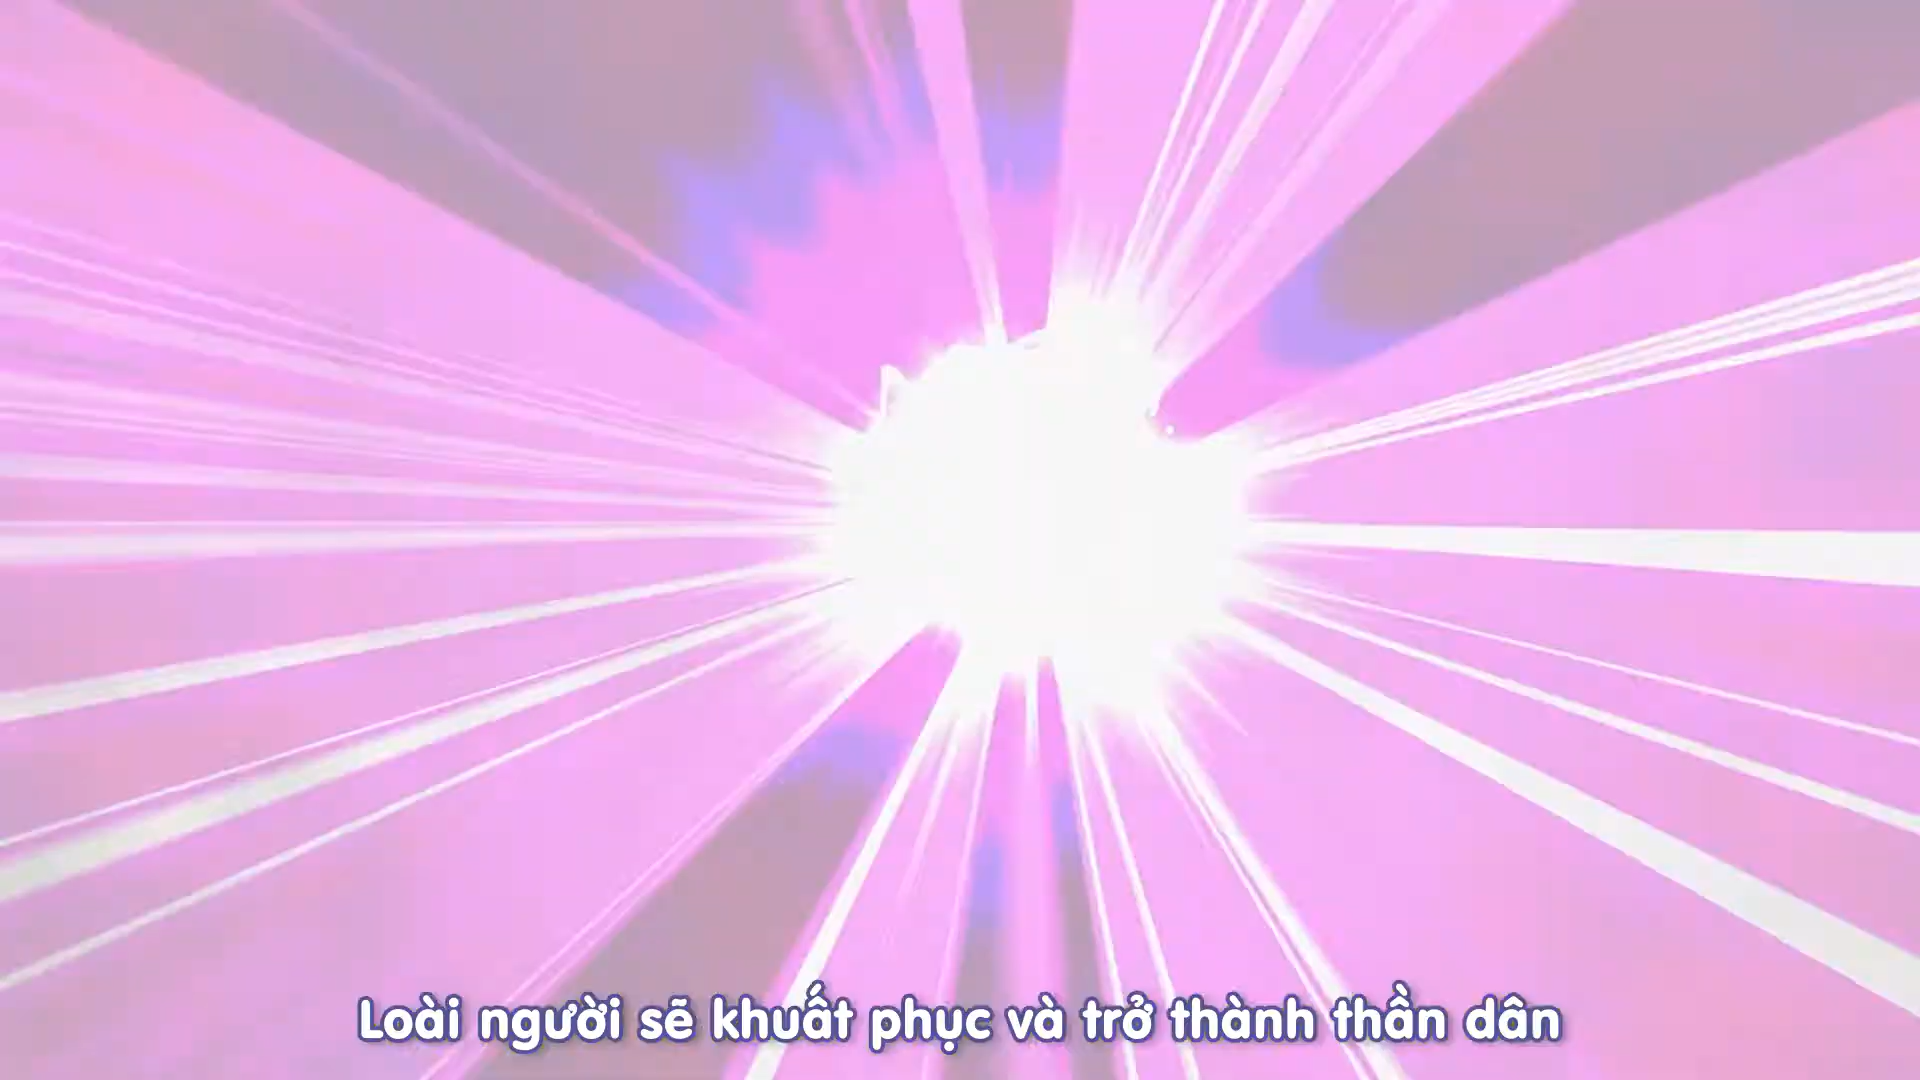 Loài người sẽ khuất phục và trở thành thần dân